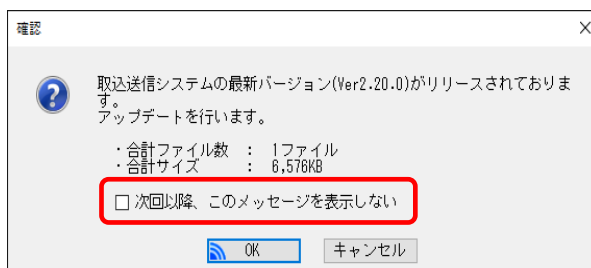 確認
取込送信システムの最新バージョン(Ver2.20.0)がリリースされておりま
す。
アップデートを行います。
・合計ファイル数 : 1ファイル
・合計サイズ : 6,576KB
次回以降、このメッセージを表示しない
OK キャンセル